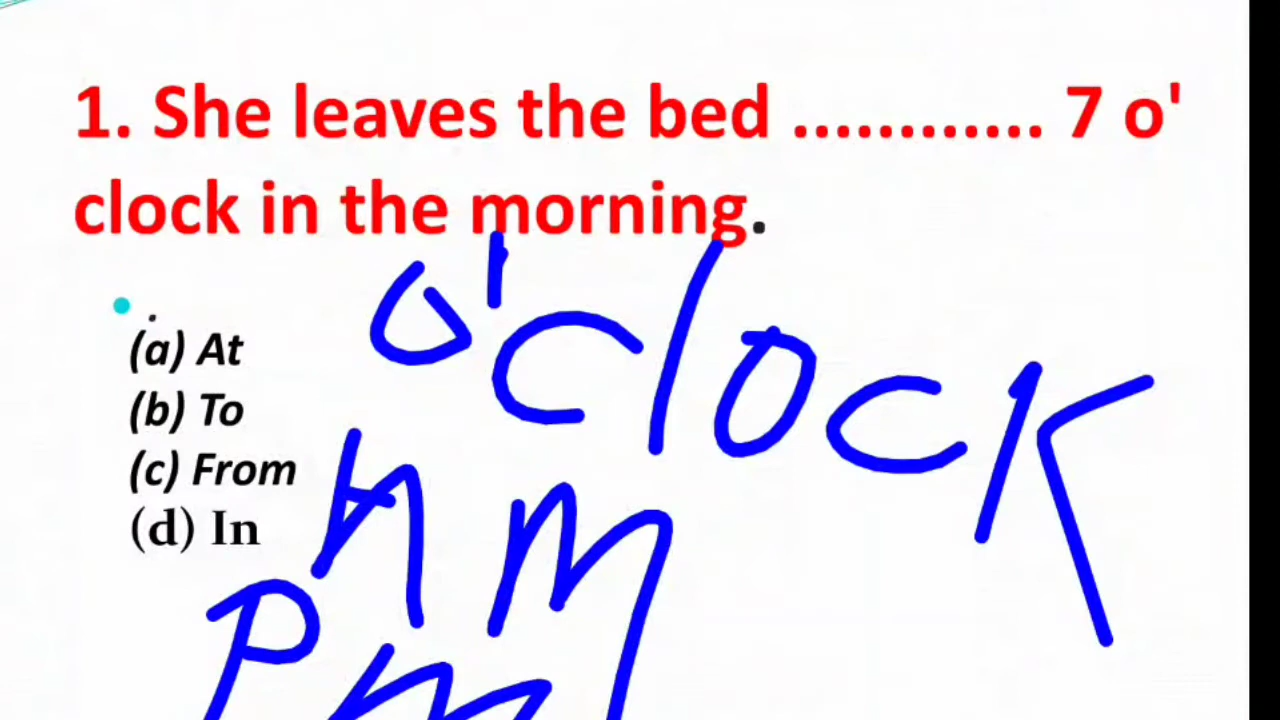 1. She leaves the bed ............ 7 o'
clock in the morning.
.
(a) At
(b) To
(c) From
(d) In
o'clock
AM
Pm